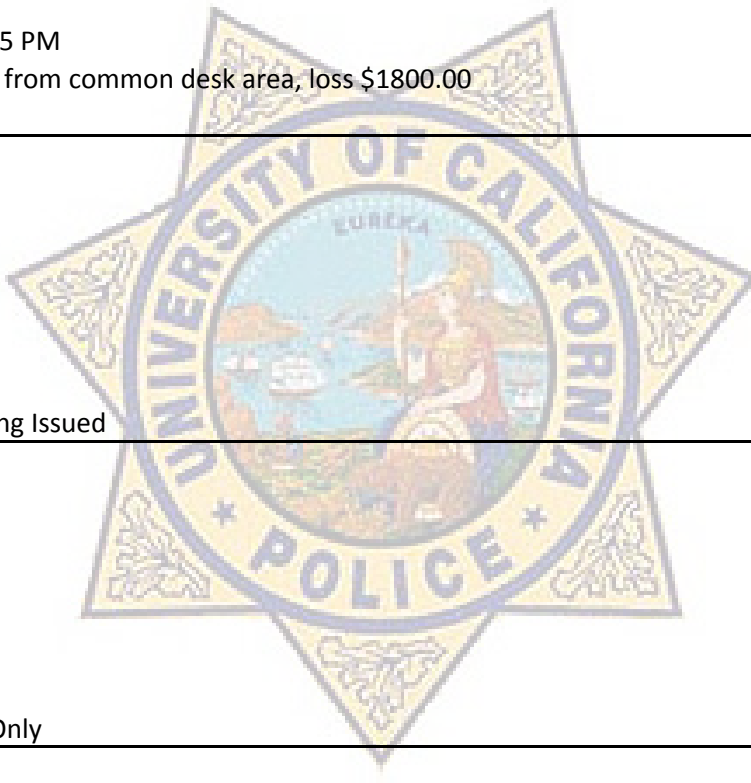 5 PM
from common desk area, loss $1800.00
UNIVERSITY OF CALIFORNIA
EUREKA
ng Issued
POLICE
Only